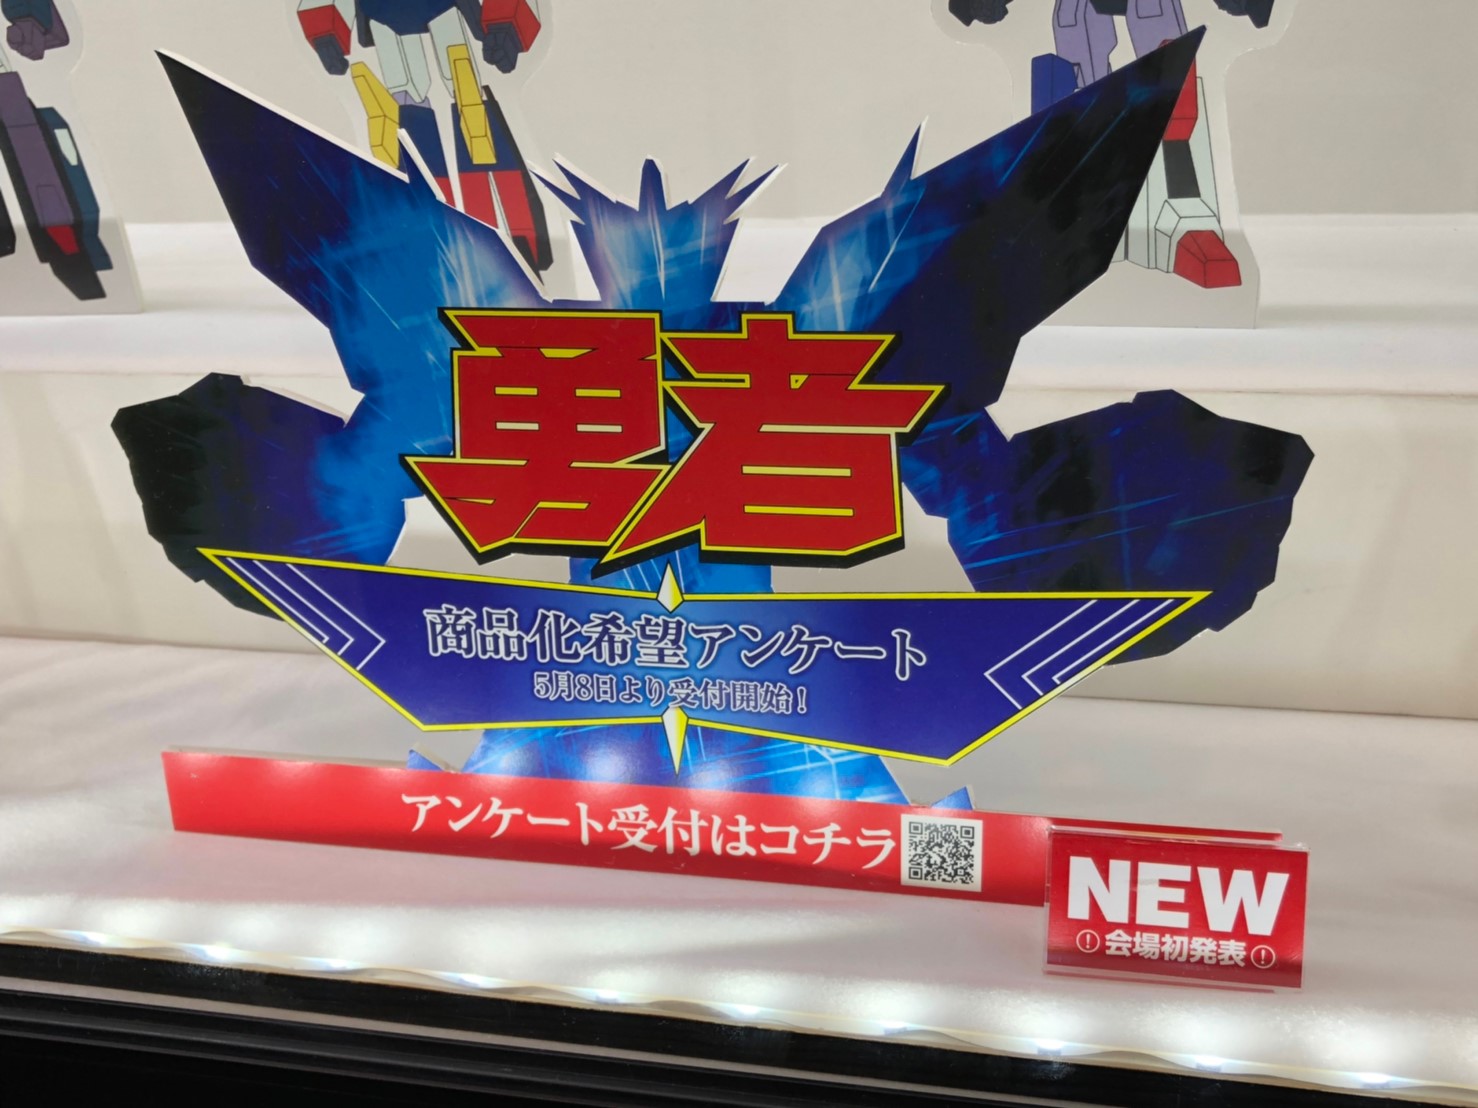 勇者
商品化希望アンケート
5月8日より受付開始！
アンケート受付はコチラ
NEW
！会場初発表！